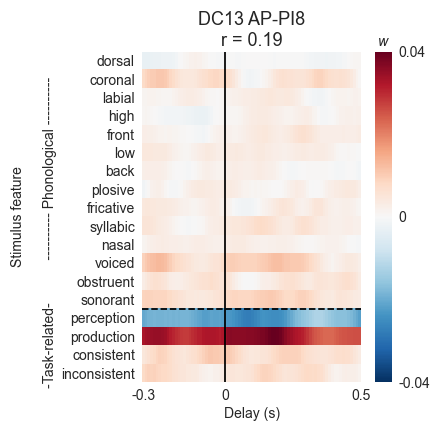 DC13 AP-PI8
r = 0.19
w
0.04
0
-0.04
Stimulus feature
----------- Phonological -----------
-Task-related-
dorsal
coronal
labial
high
front
low
back
plosive
fricative
syllabic
nasal
voiced
obstruent
sonorant
perception
production
consistent
inconsistent
-0.3
0
0.5
Delay (s)